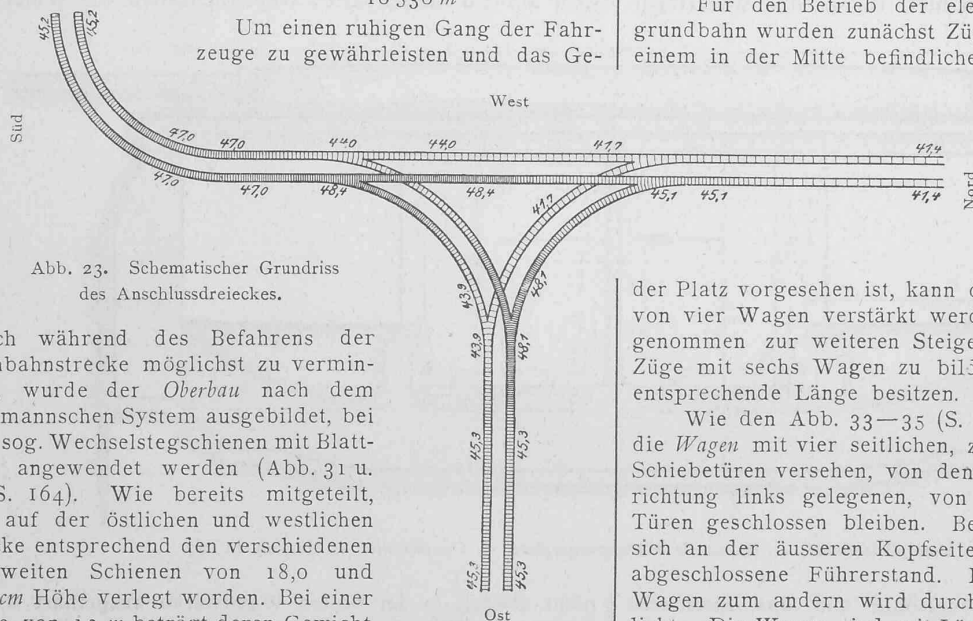 10 330 m
Um einen ruhigen Gang der Fahr-
zeuge zu gewährleisten und das Ge-
Für den Betrieb der ele
grundbahn wurden zunächst Zü
einem in der Mitte befindliche
West
Süd
Nord
45,2 45,2
47,0 47,0 44,0 44,0 41,7 41,4
47,0 47,0 48,4 48,4 45,1 45,1 41,4
41,7
43,9 48,1
43,9 48,1
45,3 45,3
45,3 45,3
Ost
Abb. 23. Schematischer Grundriss
des Anschlussdreieckes.
ch während des Befahrens der
nbahnstrecke möglichst zu vermin-
wurde der Oberbau nach dem
mannschen System ausgebildet, bei
sog. Wechselstegschienen mit Blatt-
angewendet werden (Abb. 31 u.
S. 164). Wie bereits mitgeteilt,
auf der östlichen und westlichen
ke entsprechend den verschiedenen
weiten Schienen von 18,0 und
cm Höhe verlegt worden. Bei einer
von 12 m beträgt deren Gewicht
der Platz vorgesehen ist, kann
von vier Wagen verstärkt werd
genommen zur weiteren Steige
Züge mit sechs Wagen zu bil
entsprechende Länge besitzen.
Wie den Abb. 33—35 (S.
die Wagen mit vier seitlichen, z
Schiebetüren versehen, von den
richtung links gelegenen, von
Türen geschlossen bleiben. Be
sich an der äusseren Kopfseite
abgeschlossene Führerstand.
Wagen zum andern wird durch